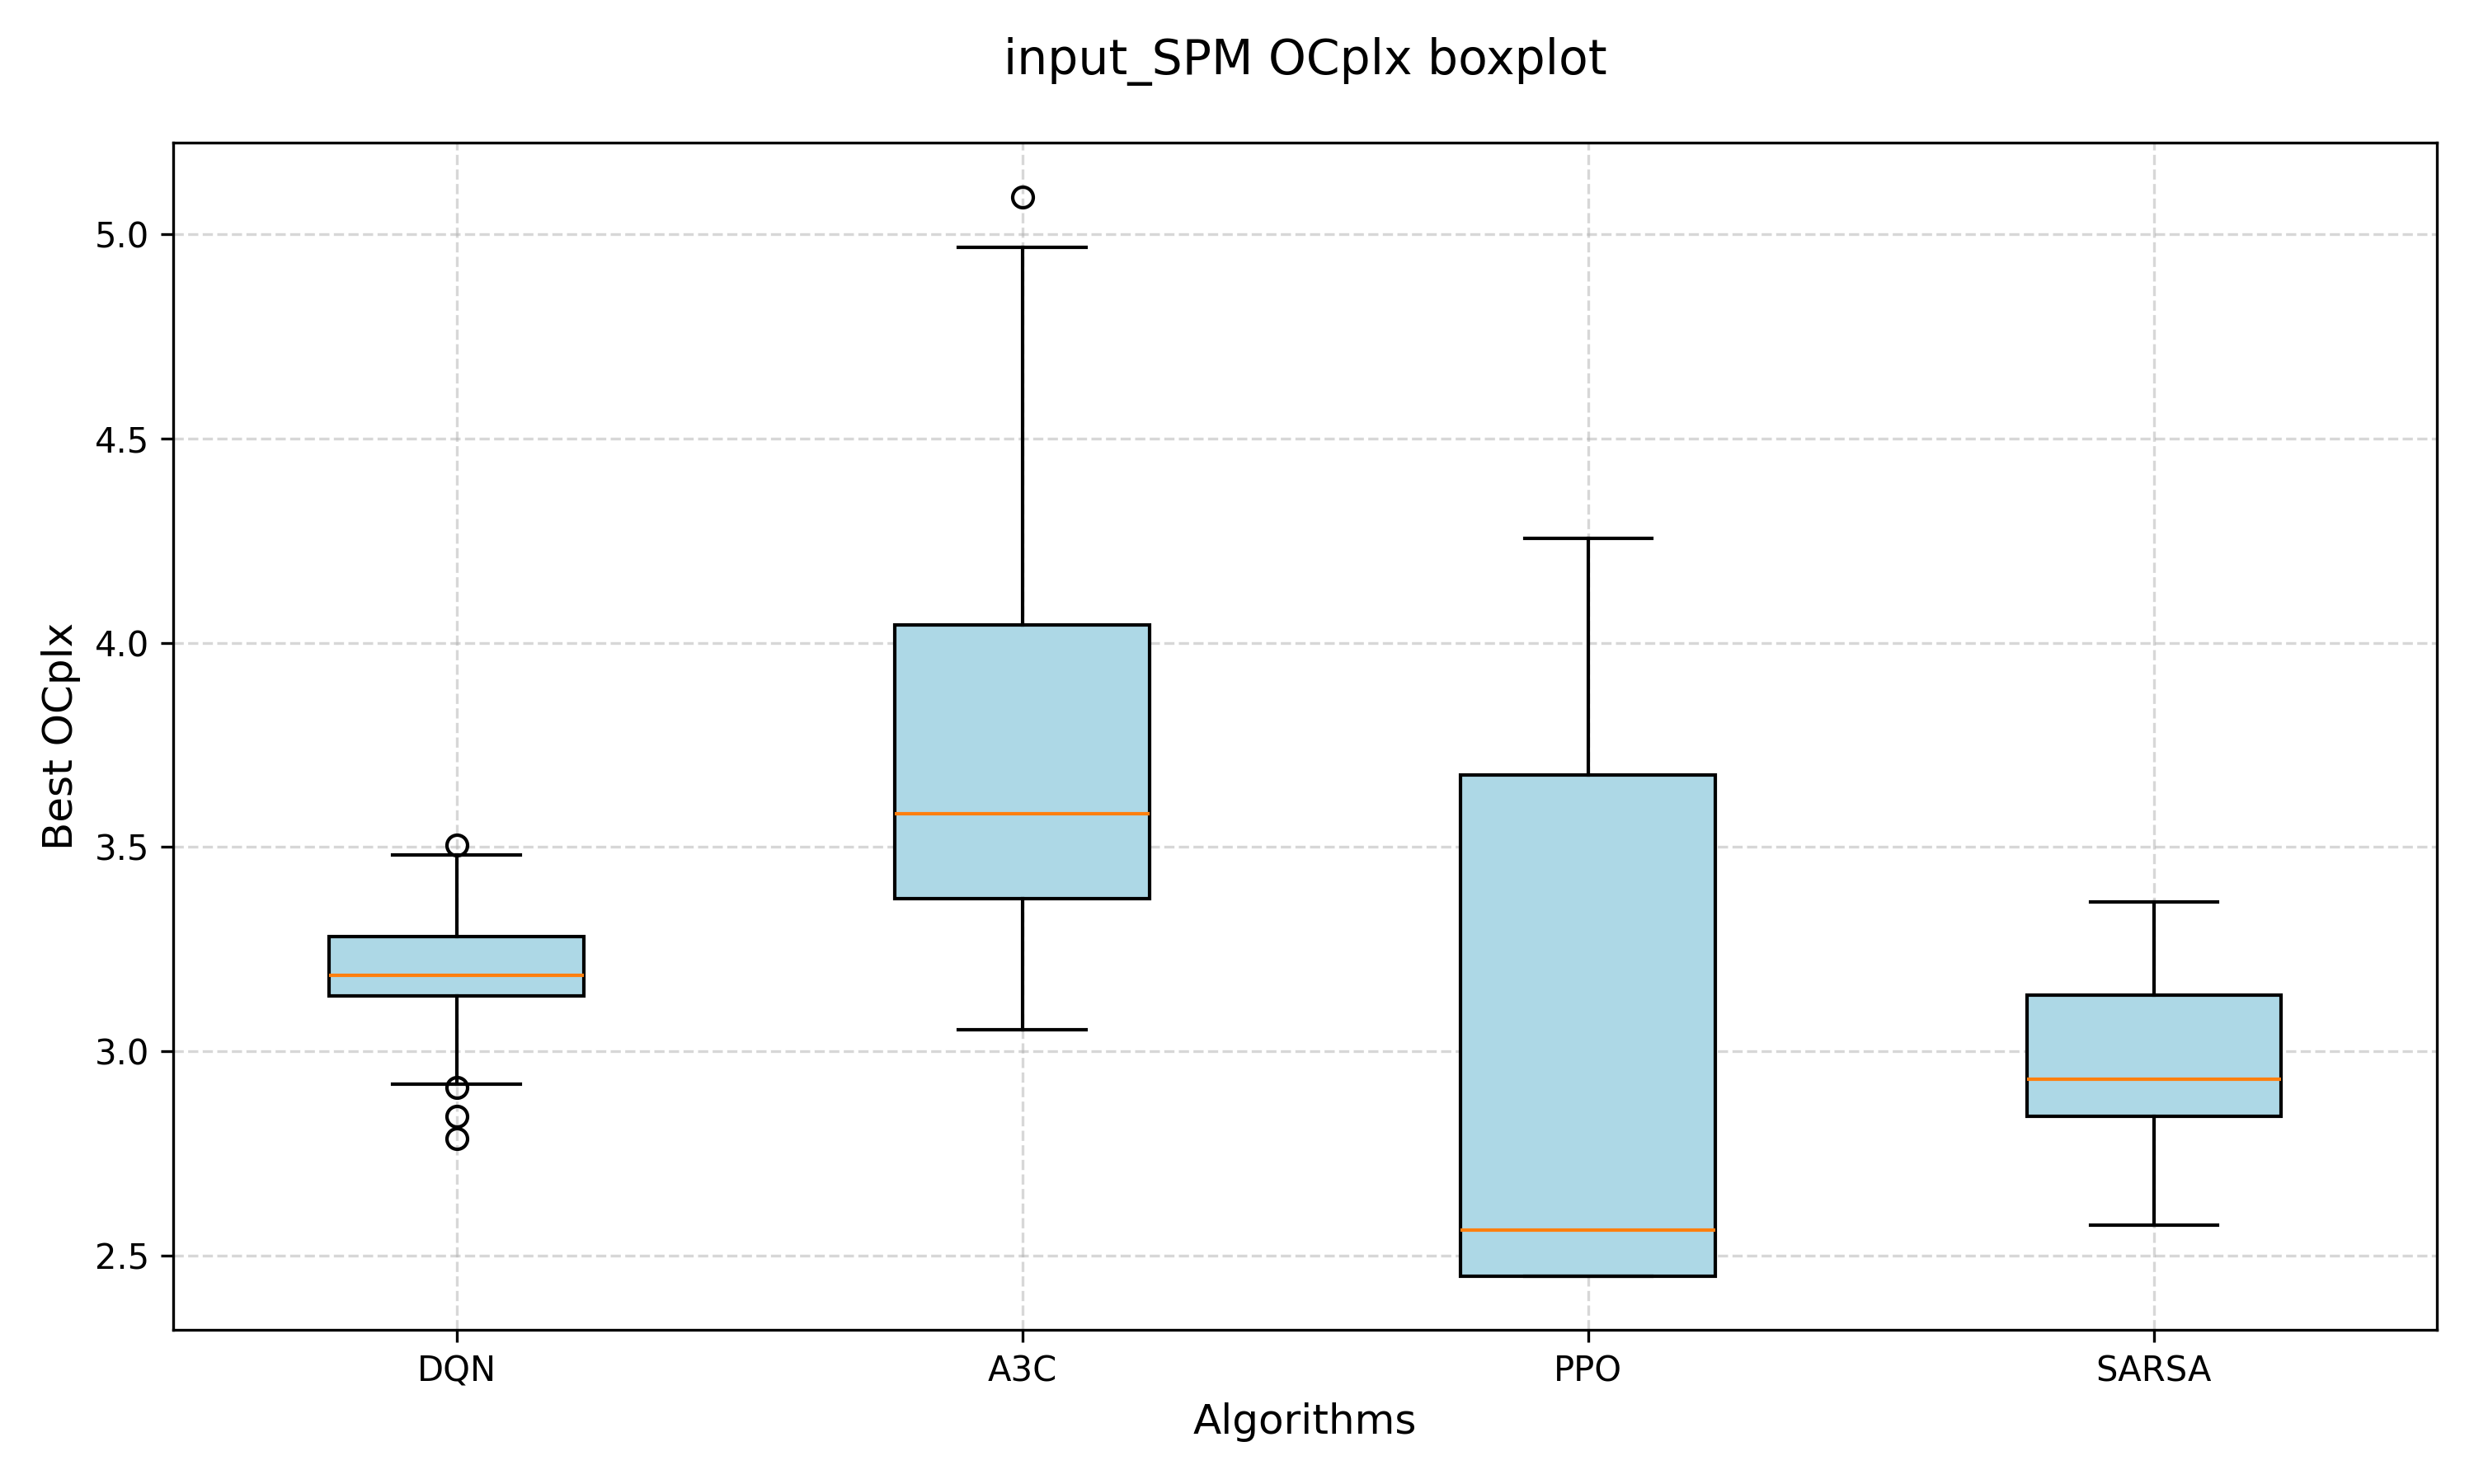 input_SPM OCplx boxplot
Best OCplx
5.0
4.5
4.0
3.5
3.0
2.5
DQN
A3C
PPO
SARSA
Algorithms